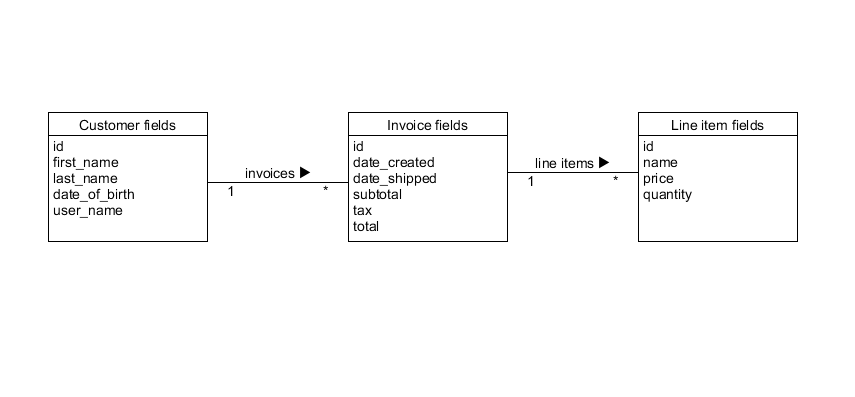 Customer fields
id
first_name
last_name
date_of_birth
user_name
invoices ▶
1 *
Invoice fields
id
date_created
date_shipped
subtotal
tax
total
line items ▶
1 *
Line item fields
id
name
price
quantity